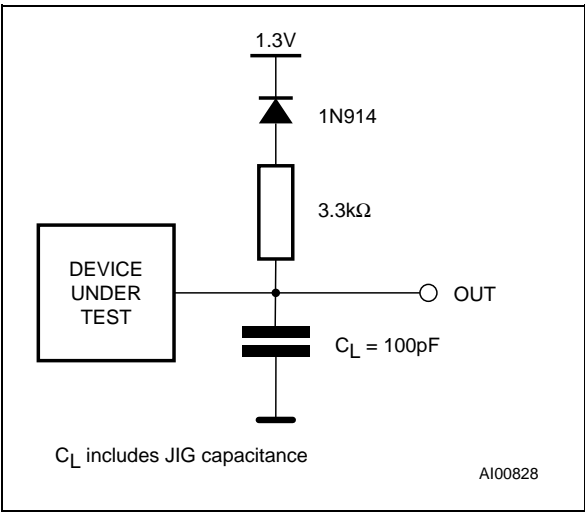 1.3V
1N914
3.3kΩ
DEVICE
UNDER
TEST
OUT
CL = 100pF
CL includes JIG capacitance
AI00828